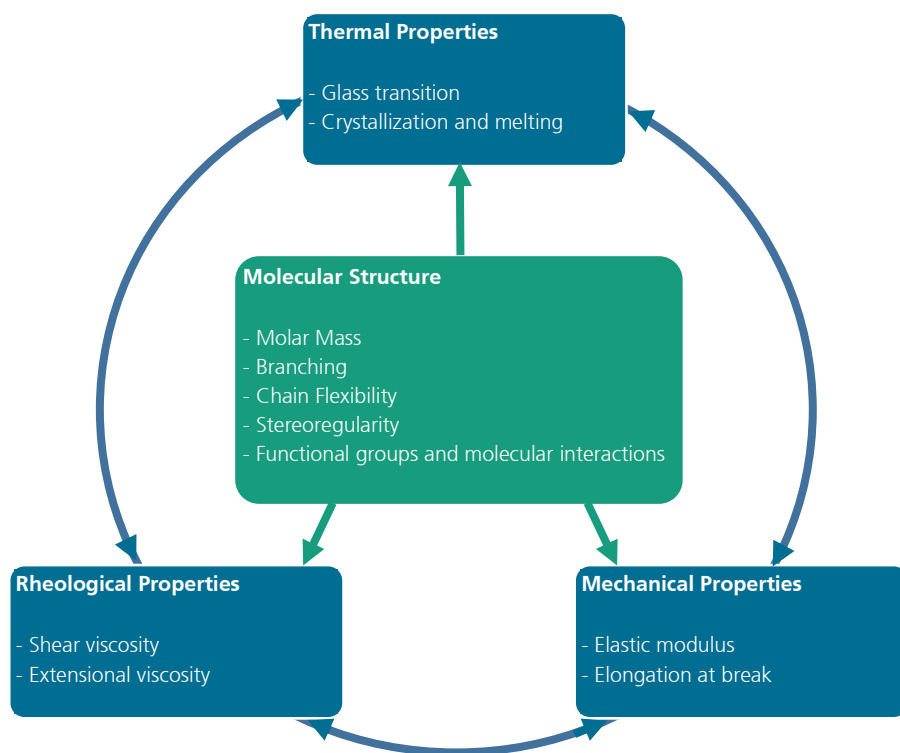 Thermal Properties
- Glass transition
- Crystallization and melting
Molecular Structure
- Molar Mass
- Branching
- Chain Flexibility
- Stereoregularity
- Functional groups and molecular interactions
Rheological Properties
- Shear viscosity
- Extensional viscosity
Mechanical Properties
- Elastic modulus
- Elongation at break